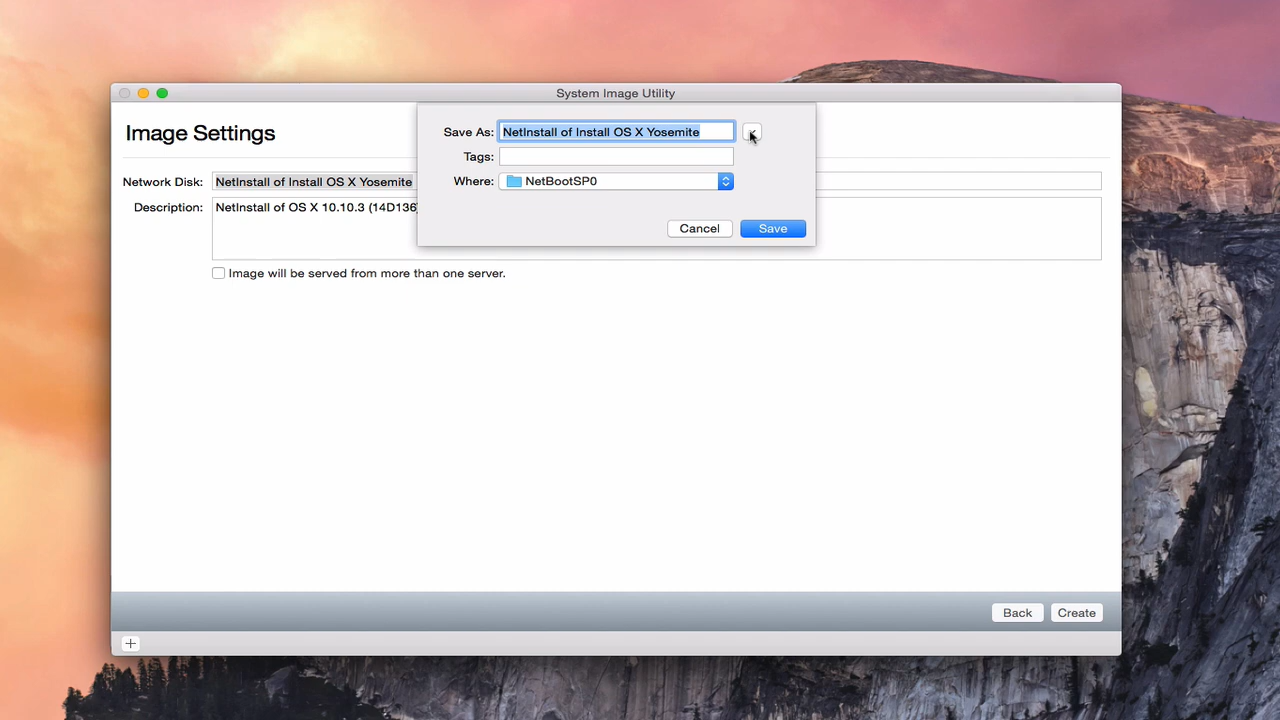 System Image Utility
Image Settings
Save As: NetInstall of Install OS X Yosemite
Tags:
Where: NetBootSP0
Cancel Save
Network Disk: NetInstall of Install OS X Yosemite
Description: NetInstall of OS X 10.10.3 (14D136
Image will be served from more than one server.
Back Create